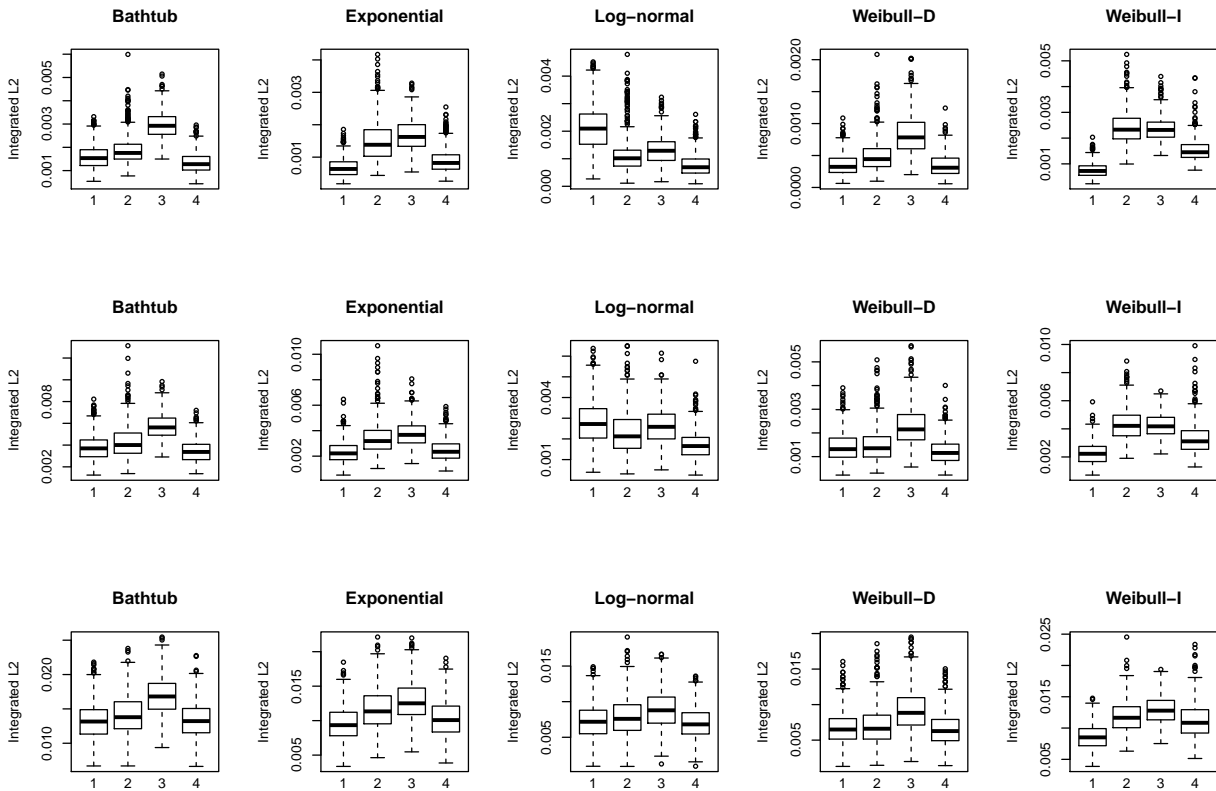 Bathtub
Integrated L2
0.001 0.003 0.005
1 2 3 4
Exponential
Integrated L2
0.001 0.003
1 2 3 4
Log−normal
Integrated L2
0.000 0.002 0.004
1 2 3 4
Weibull−D
Integrated L2
0.0000 0.0010 0.0020
1 2 3 4
Weibull−I
Integrated L2
0.001 0.003 0.005
1 2 3 4
Bathtub
Integrated L2
0.002 0.008
1 2 3 4
Exponential
Integrated L2
0.002 0.006 0.010
1 2 3 4
Log−normal
Integrated L2
0.001 0.004
1 2 3 4
Weibull−D
Integrated L2
0.001 0.003 0.005
1 2 3 4
Weibull−I
Integrated L2
0.002 0.006 0.010
1 2 3 4
Bathtub
Integrated L2
0.010 0.020
1 2 3 4
Exponential
Integrated L2
0.005 0.015
1 2 3 4
Log−normal
Integrated L2
0.005 0.015
1 2 3 4
Weibull−D
Integrated L2
0.005 0.015
1 2 3 4
Weibull−I
Integrated L2
0.005 0.015 0.025
1 2 3 4